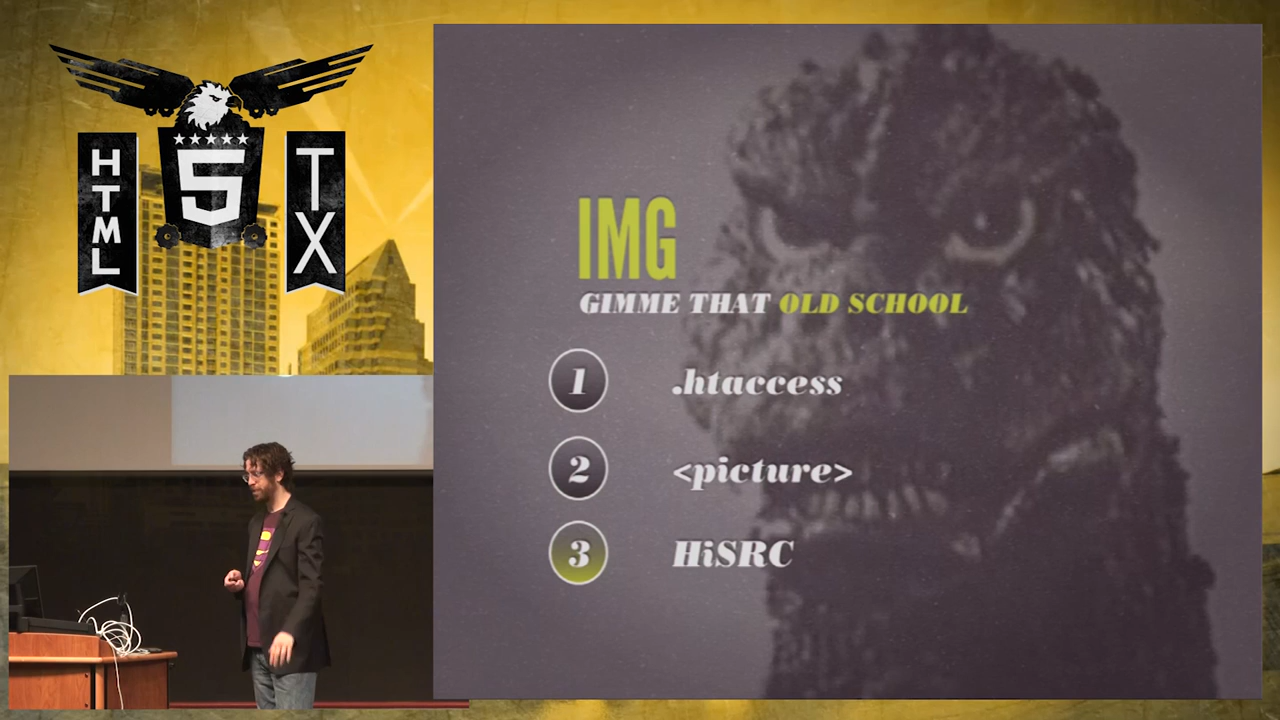 HTML
5
TX
IMG
GIMME THAT OLD SCHOOL
1 .htaccess
2 <picture>
3 HiSRC